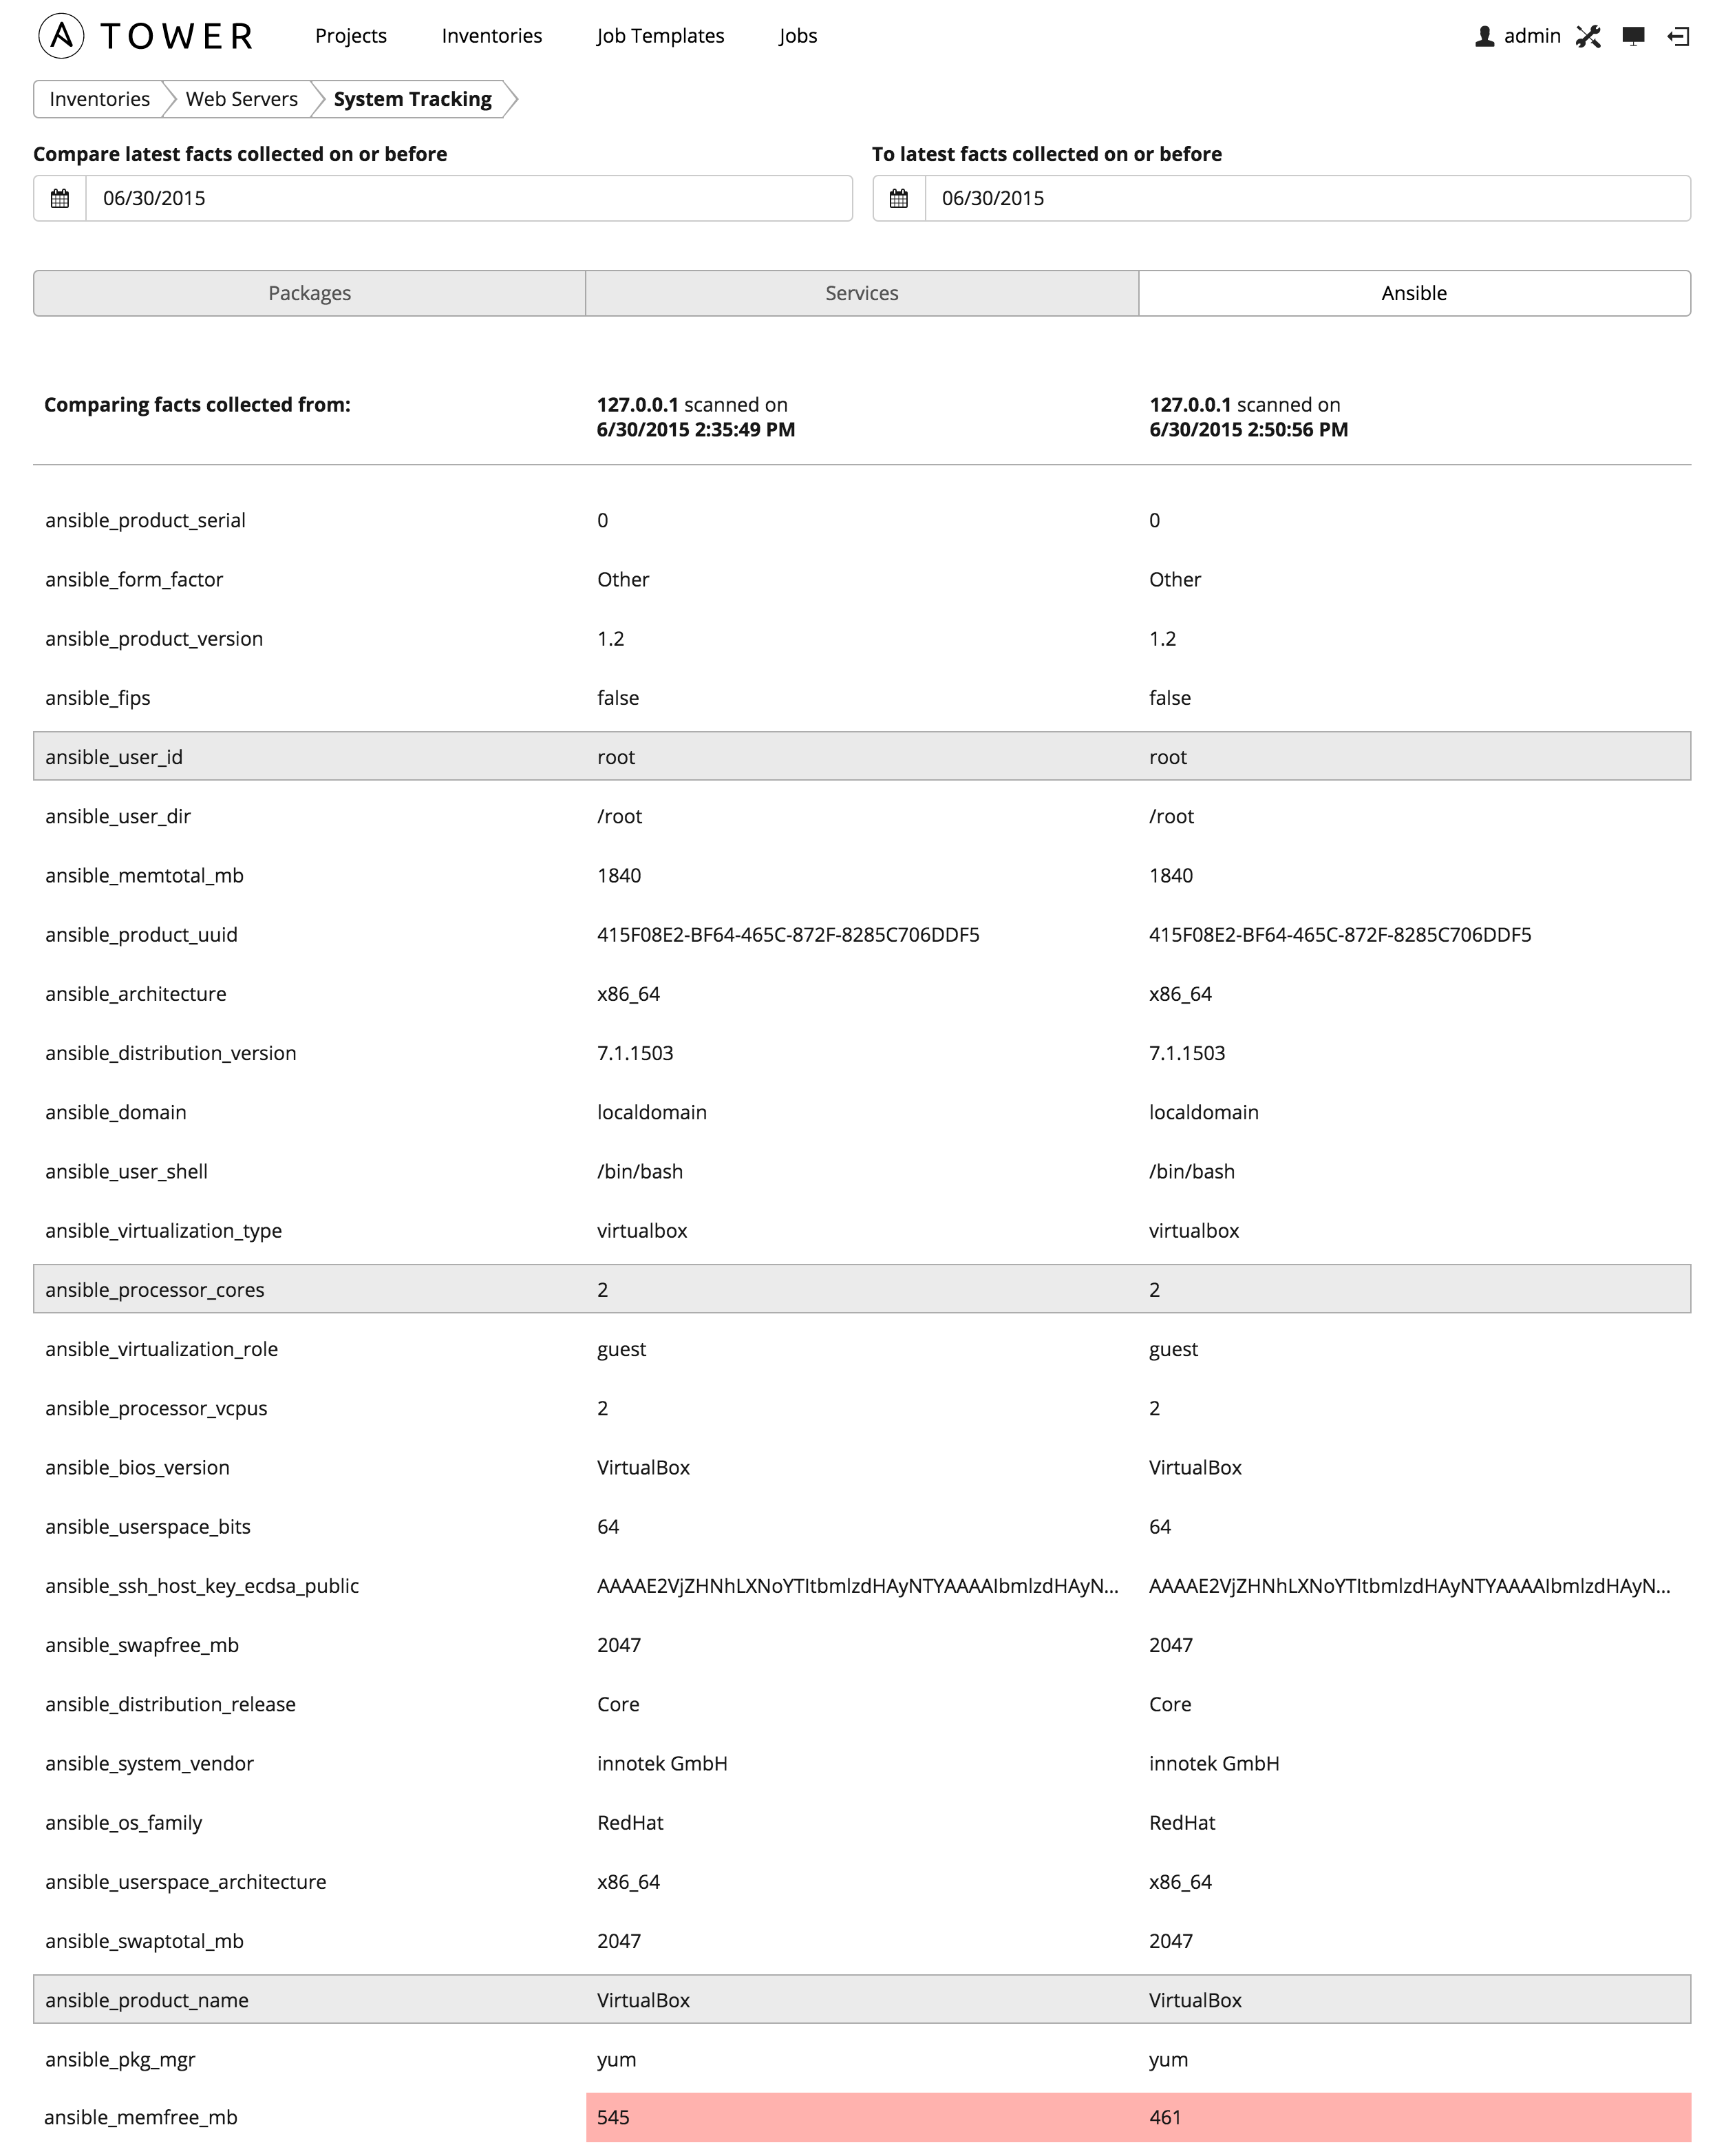 TOWER Projects Inventories Job Templates Jobs admin
Inventories Web Servers System Tracking
Compare latest facts collected on or before To latest facts collected on or before
06/30/2015 06/30/2015
Packages Services Ansible
Comparing facts collected from: 127.0.0.1 scanned on 127.0.0.1 scanned on
6/30/2015 2:35:49 PM 6/30/2015 2:50:56 PM
ansible_product_serial 0 0
ansible_form_factor Other Other
ansible_product_version 1.2 1.2
ansible_fips false false
ansible_user_id root root
ansible_user_dir /root /root
ansible_memtotal_mb 1840 1840
ansible_product_uuid 415F08E2-BF64-465C-872F-8285C706DDF5 415F08E2-BF64-465C-872F-8285C706DDF5
ansible_architecture x86_64 x86_64
ansible_distribution_version 7.1.1503 7.1.1503
ansible_domain localdomain localdomain
ansible_user_shell /bin/bash /bin/bash
ansible_virtualization_type virtualbox virtualbox
ansible_processor_cores 2 2
ansible_virtualization_role guest guest
ansible_processor_vcpus 2 2
ansible_bios_version VirtualBox VirtualBox
ansible_userspace_bits 64 64
ansible_ssh_host_key_ecdsa_public AAAAE2VjZHNhLXNoYTItbmlzdHAyNTYAAAAIbmlzdHAyN... AAAAE2VjZHNhLXNoYTItbmlzdHAyNTYAAAAIbmlzdHAyN...
ansible_swapfree_mb 2047 2047
ansible_distribution_release Core Core
ansible_system_vendor innotek GmbH innotek GmbH
ansible_os_family RedHat RedHat
ansible_userspace_architecture x86_64 x86_64
ansible_swaptotal_mb 2047 2047
ansible_product_name VirtualBox VirtualBox
ansible_pkg_mgr yum yum
ansible_memfree_mb 545 461